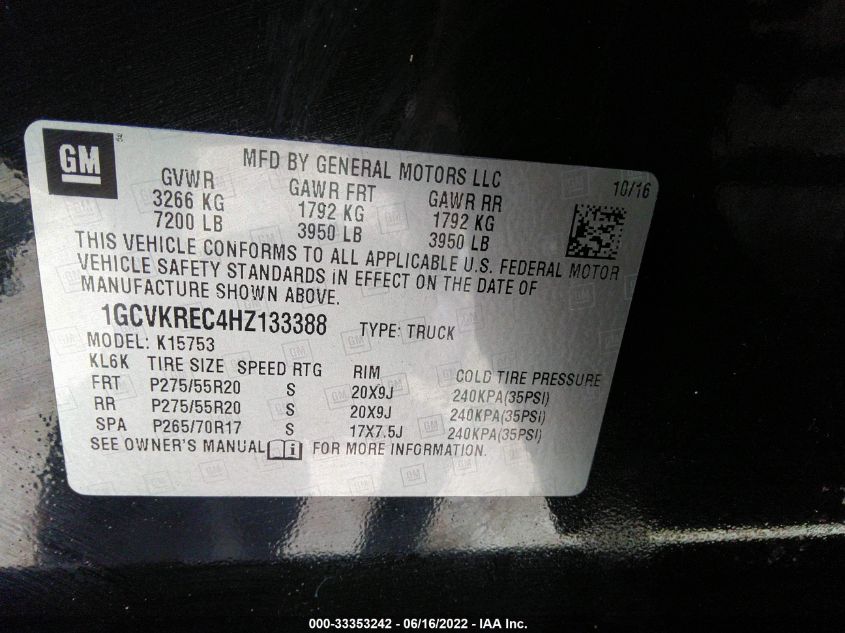 GM
MFD BY GENERAL MOTORS LLC
10/16
GVWR GAWR FRT GAWR RR
3266 KG 1792 KG 1792 KG
7200 LB 3950 LB 3950 LB
THIS VEHICLE CONFORMS TO ALL APPLICABLE U.S. FEDERAL MOTOR
VEHICLE SAFETY STANDARDS IN EFFECT ON THE DATE OF
MANUFACTURE SHOWN ABOVE.
1GCVKREC4HZ133388 TYPE: TRUCK
MODEL: K15753
KL6K TIRE SIZE SPEED RTG RIM COLD TIRE PRESSURE
FRT P275/55R20 S 20X9J 240KPA(35PSI)
RR P275/55R20 S 20X9J 240KPA(35PSI)
SPA P265/70R17 S 17X7.5J 240KPA(35PSI)
SEE OWNER'S MANUAL i FOR MORE INFORMATION.
000-33353242 - 06/16/2022 - IAA Inc.